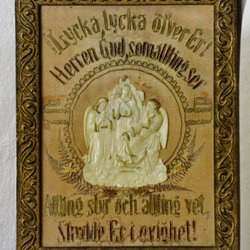 Lycka, lycka öfver Er!
Herren, Gud, som allting ser
Allting styr och allting vet,
Skydde Er i evighet!